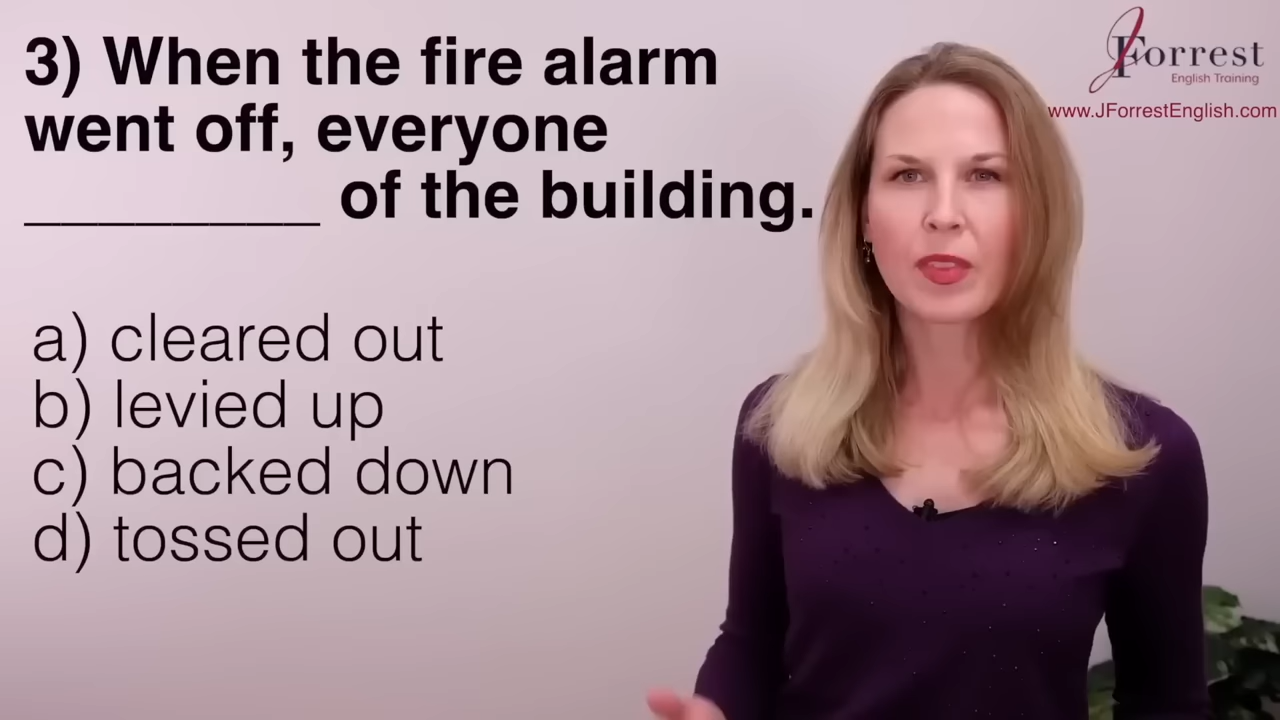 3) When the fire alarm
went off, everyone
________ of the building.
a) cleared out
b) levied up
c) backed down
d) tossed out
JForrest
English Training
www.JForrestEnglish.com